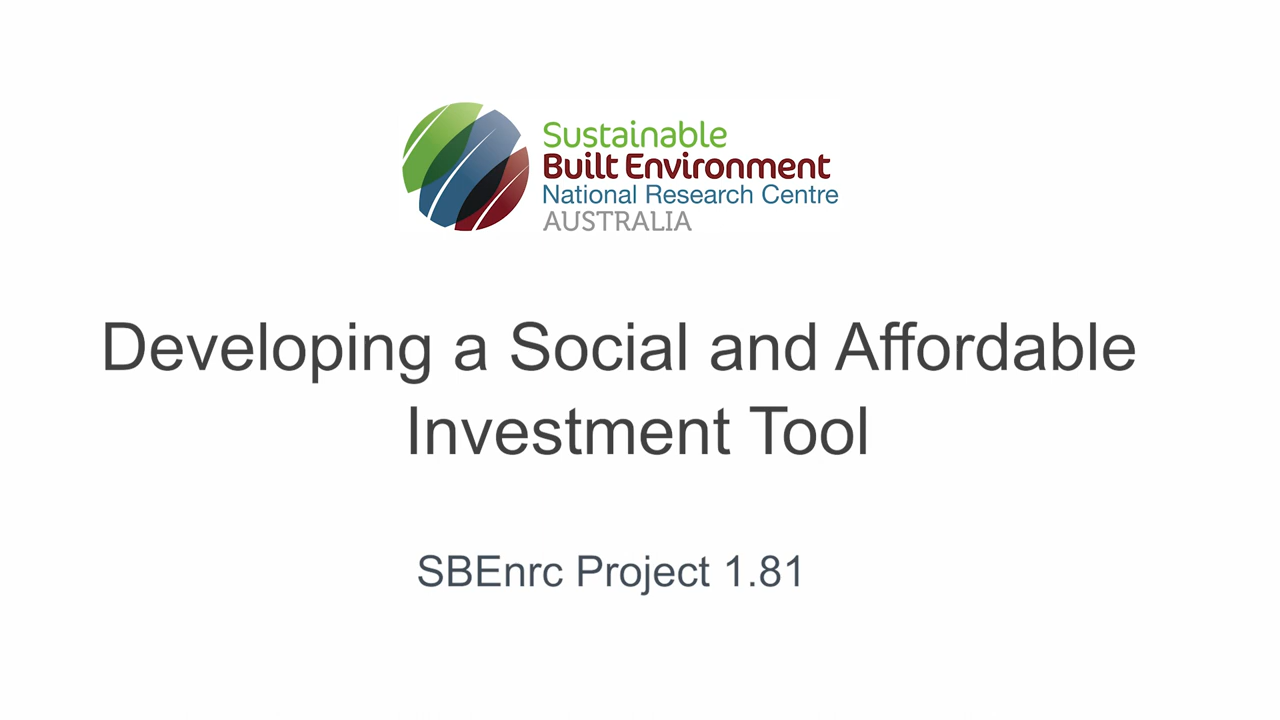 Sustainable
Built Environment
National Research Centre
AUSTRALIA
Developing a Social and Affordable
Investment Tool
SBEnrc Project 1.81